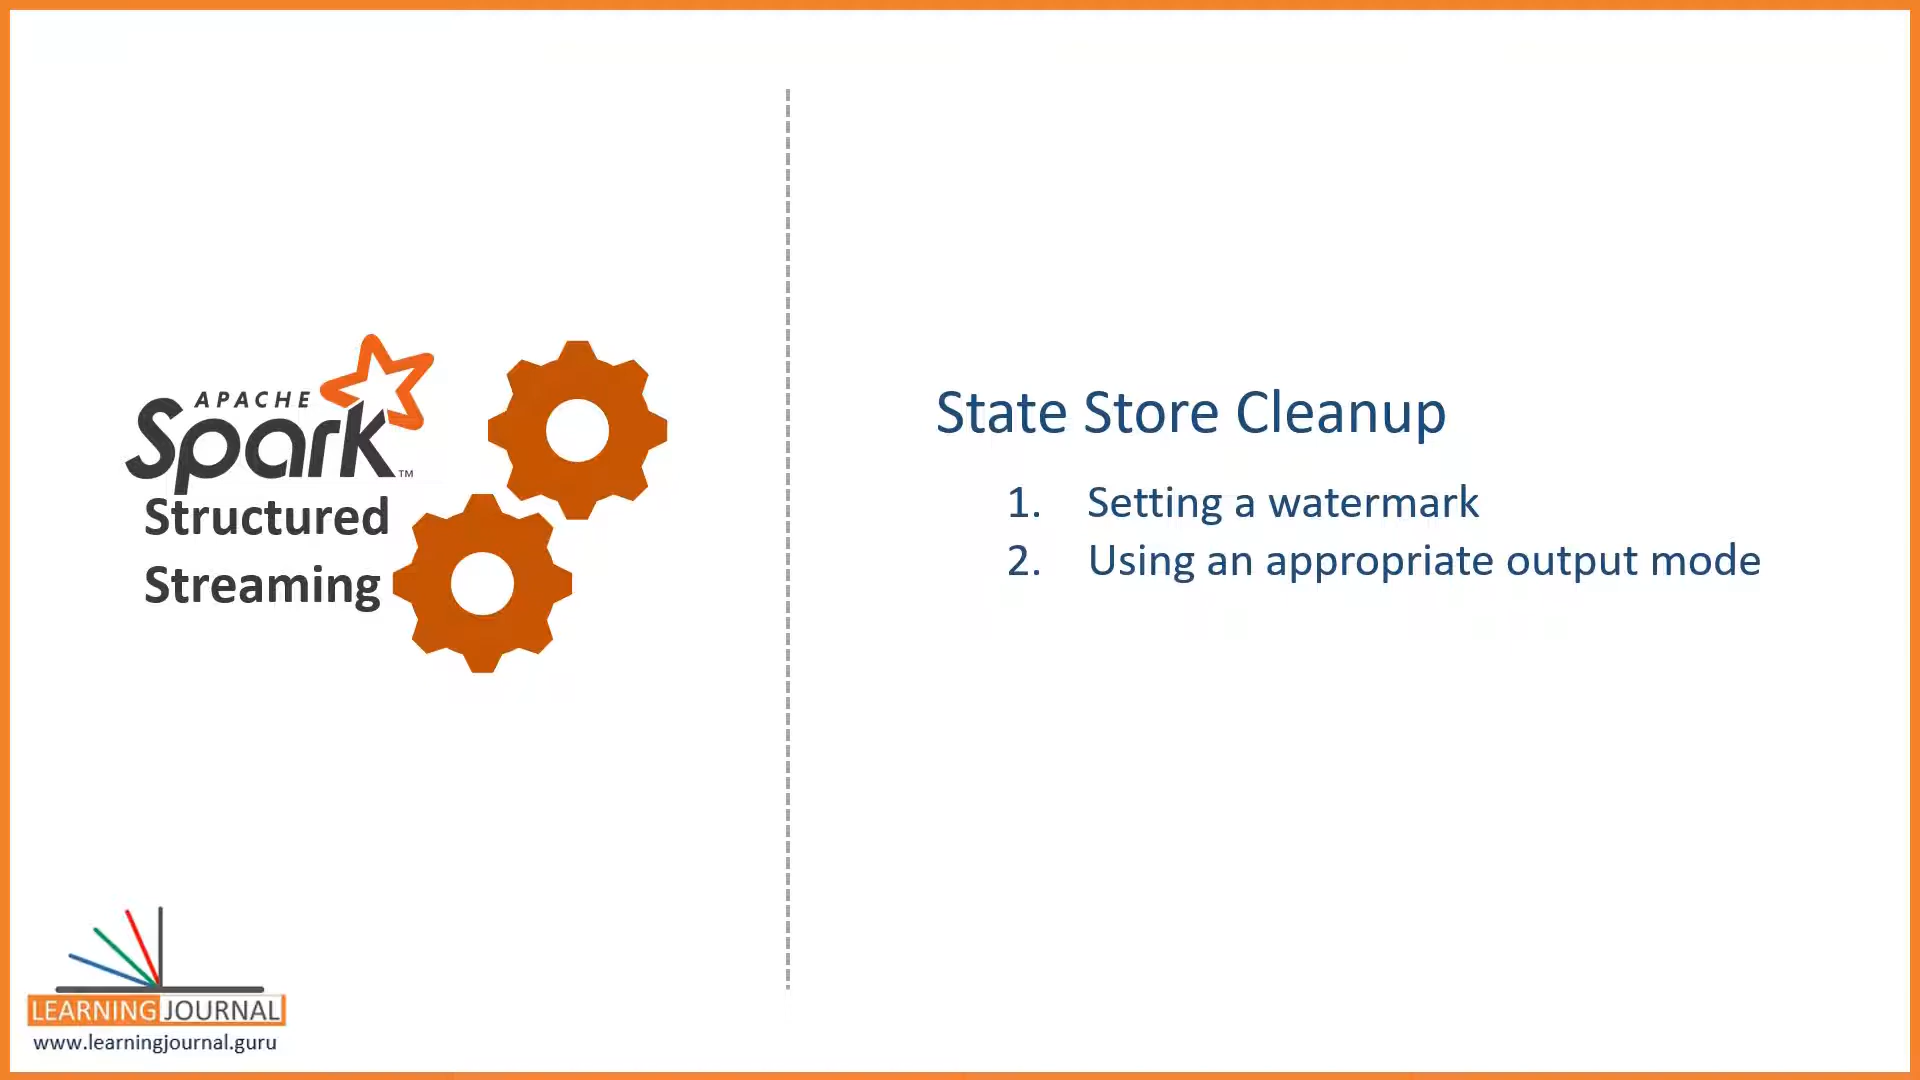 APACHE
Spark™
Structured
Streaming
State Store Cleanup
1. Setting a watermark
2. Using an appropriate output mode
LEARNING JOURNAL
www.learningjournal.guru